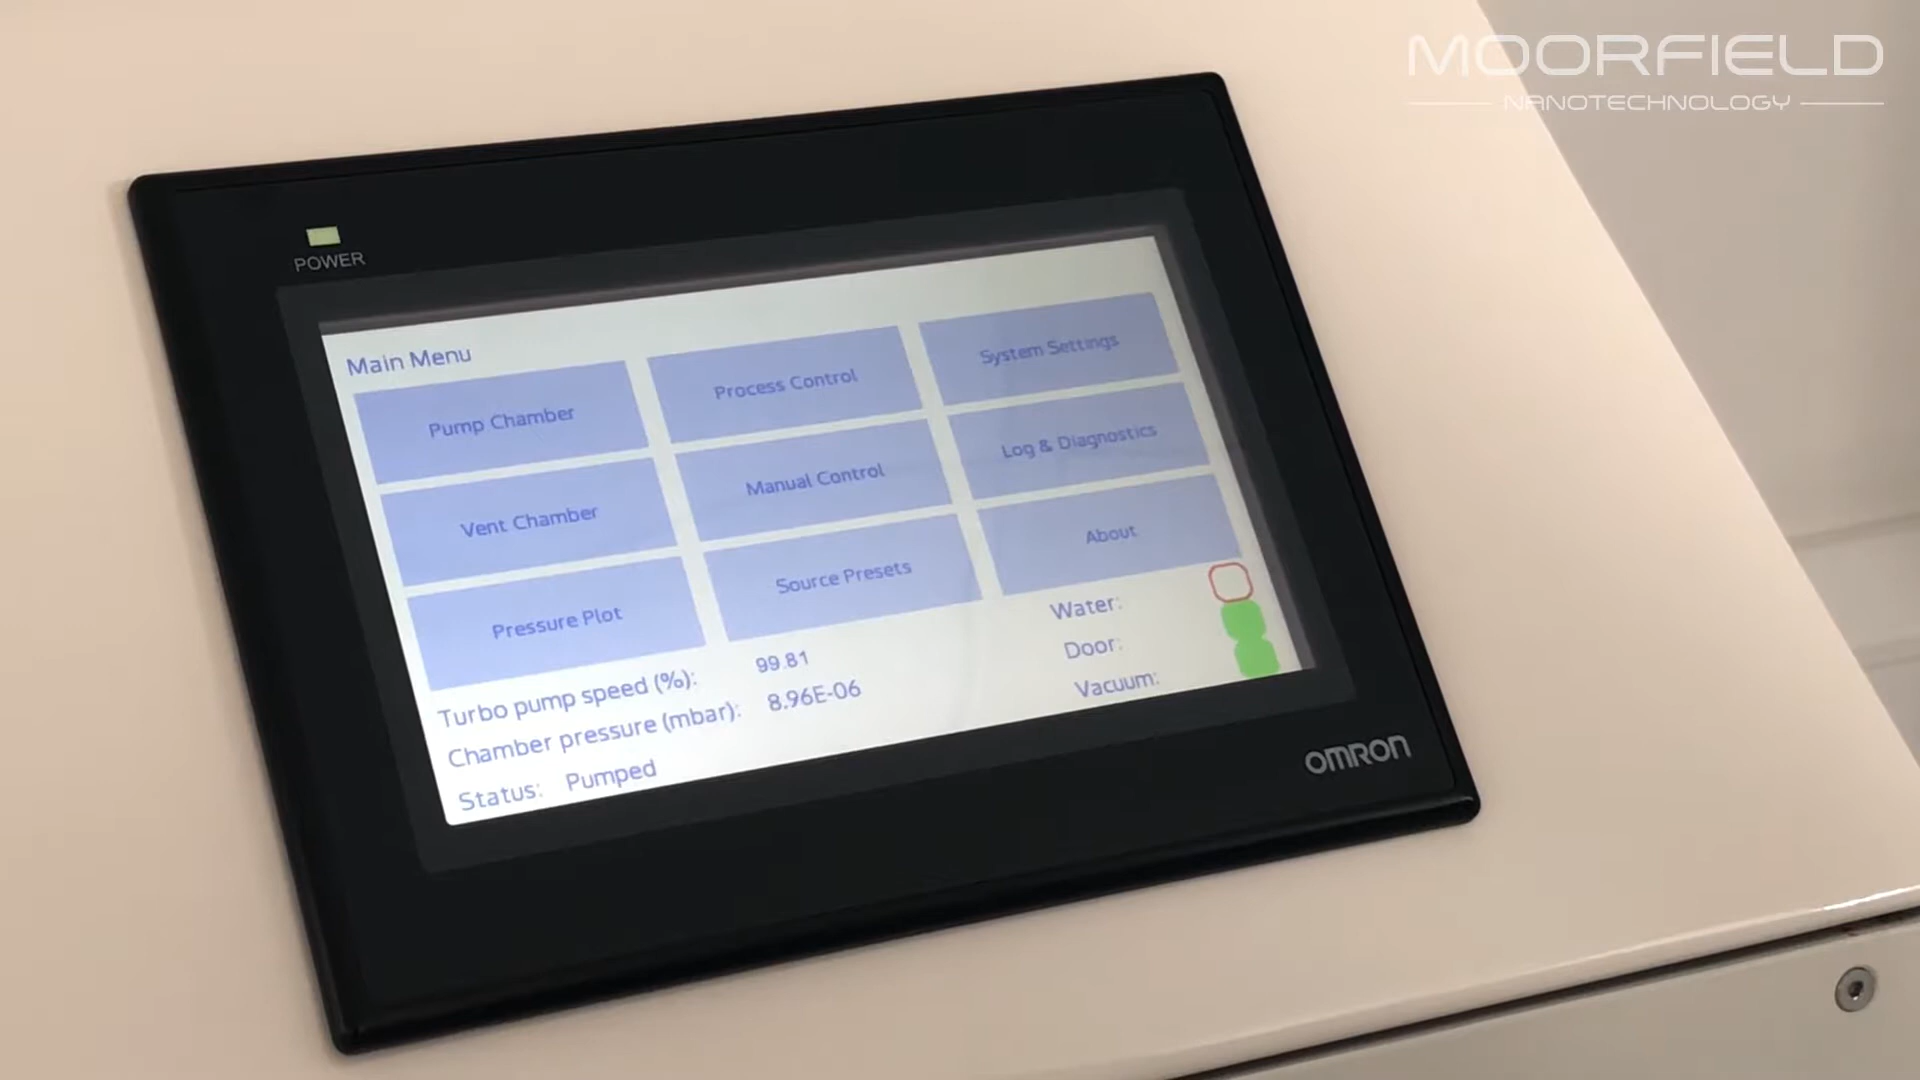 MOORFIELD
NANOTECHNOLOGY
POWER
Main Menu
Pump Chamber
Process Control
System Settings
Vent Chamber
Manual Control
Log & Diagnostics
Pressure Plot
Source Presets
About
Turbo pump speed (%): 99.81
Water:
Chamber pressure (mbar): 8.96E-06
Door:
Status: Pumped
Vacuum:
OMRON